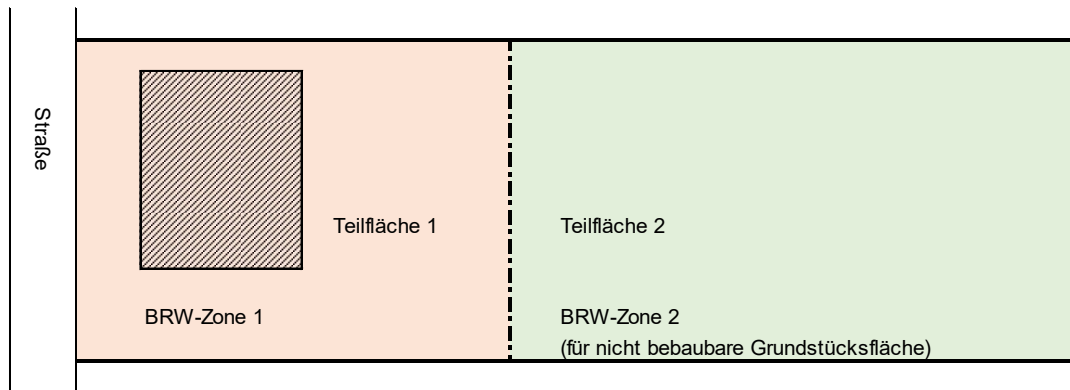 Straße
Teilfläche 1
BRW-Zone 1
Teilfläche 2
BRW-Zone 2
(für nicht bebaubare Grundstücksfläche)